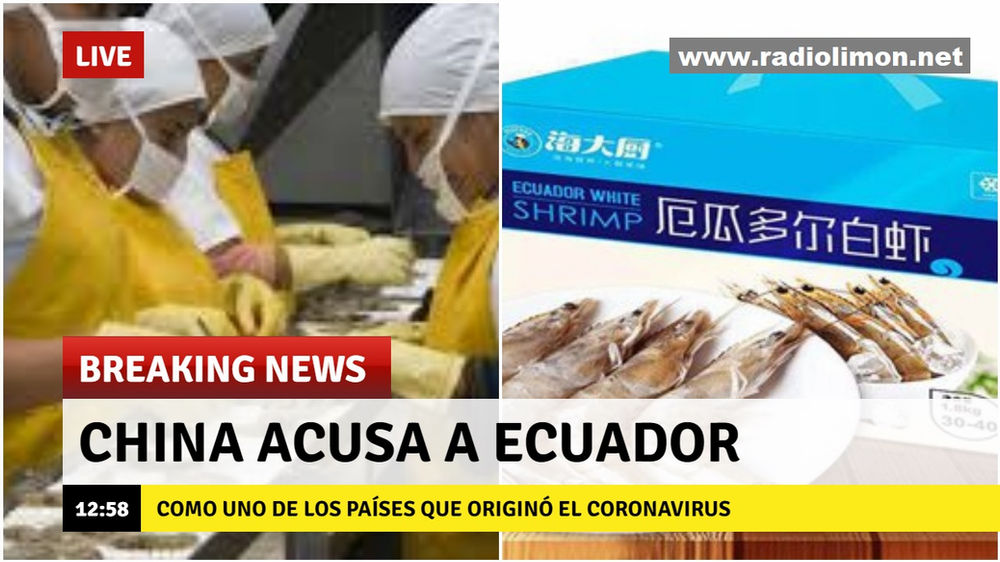 LIVE
www.radiolimon.net
海大厨
ECUADOR WHITE
SHRIMP 厄瓜多尔白虾
1.8KG
30-40
BREAKING NEWS
CHINA ACUSA A ECUADOR
12:58 COMO UNO DE LOS PAÍSES QUE ORIGINÓ EL CORONAVIRUS